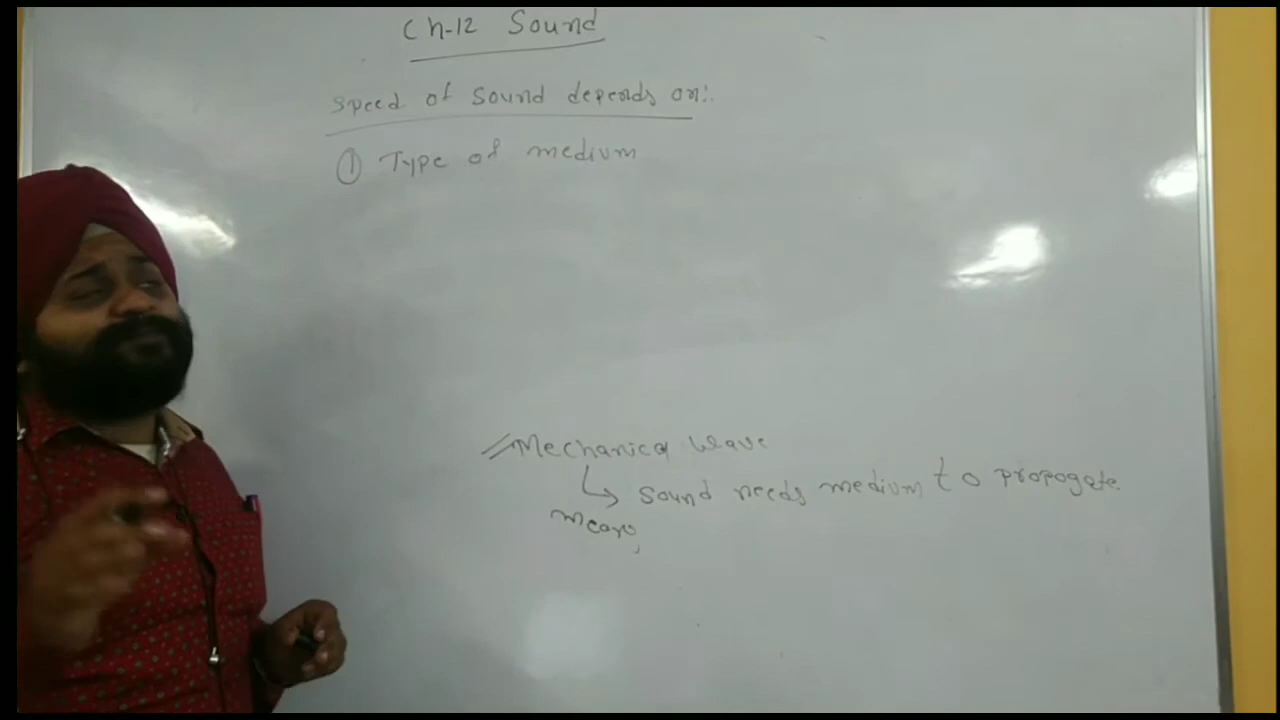 Ch-12 Sound
Speed of Sound depends on:.
① Type of medium
Mechanical Wave
↳ Sound needs medium to propogate.
means,